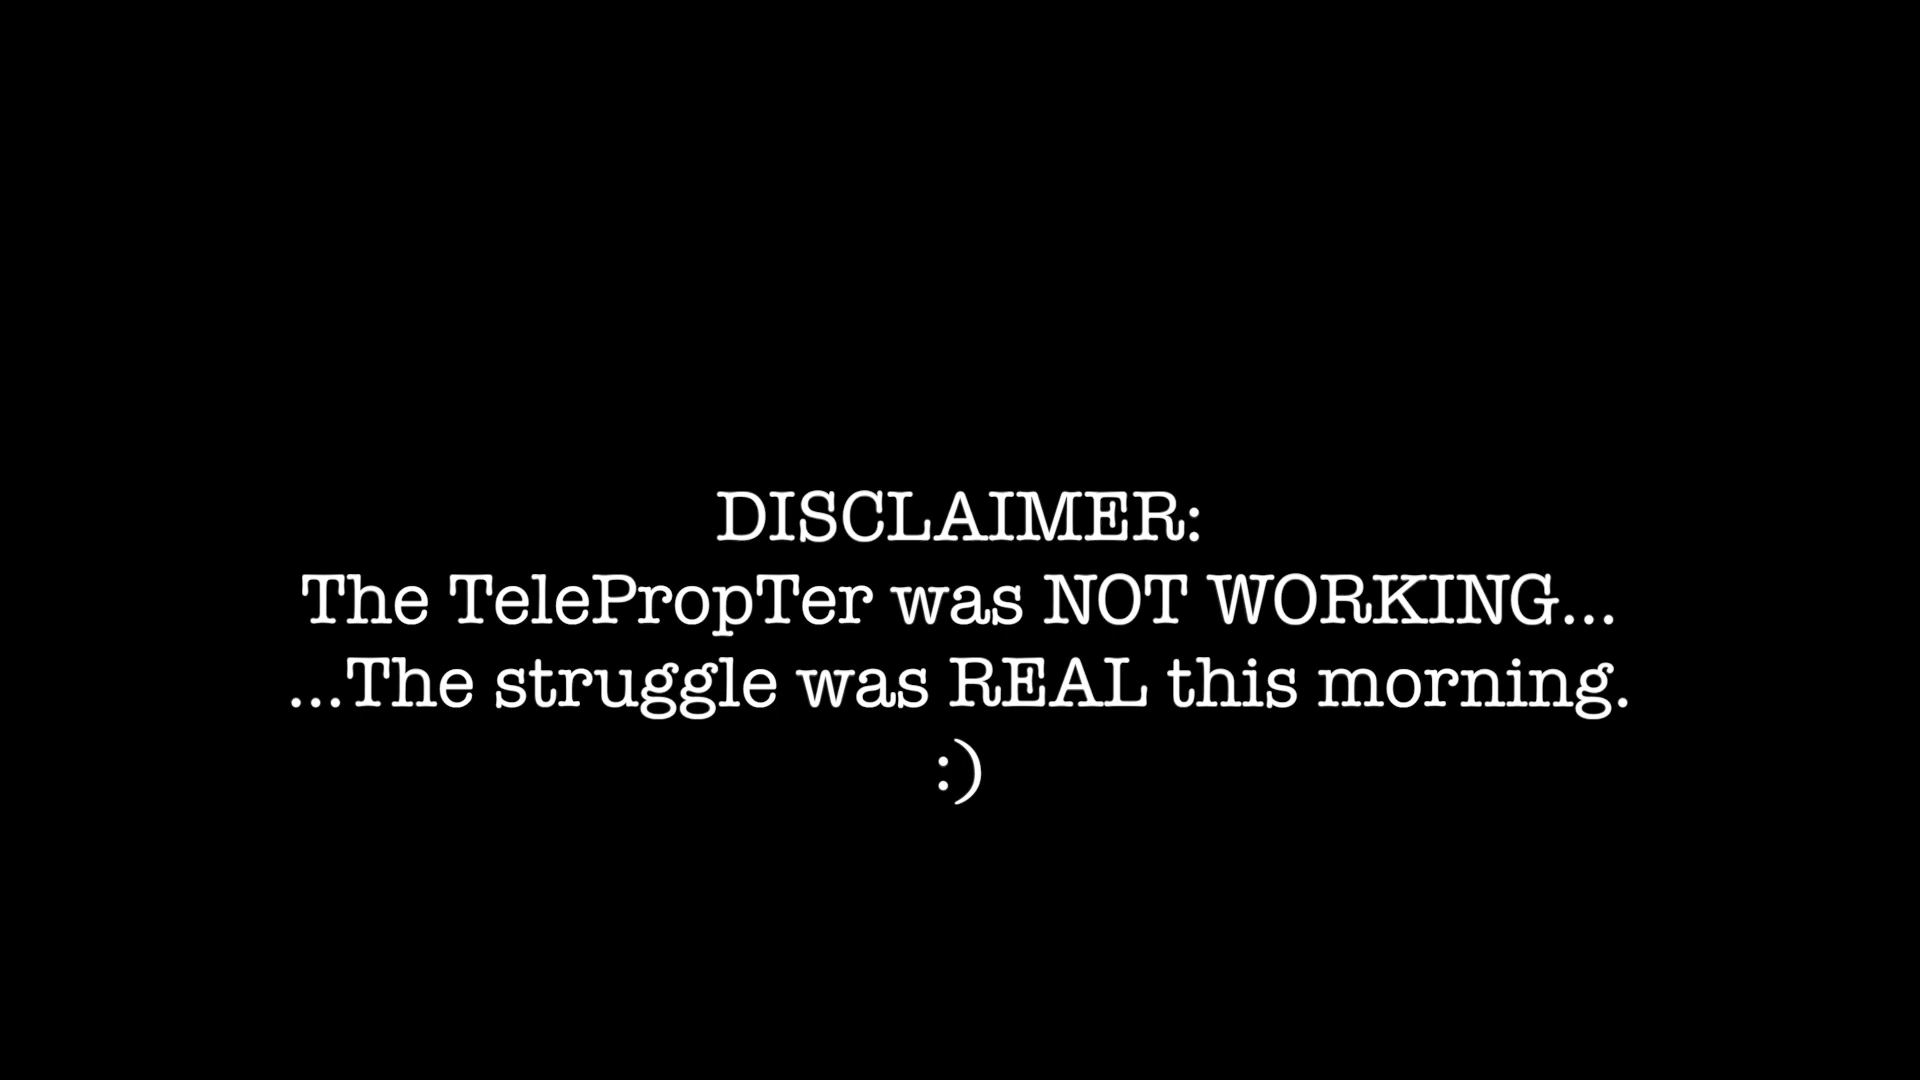 DISCLAIMER:
The TelePropTer was NOT WORKING...
...The struggle was REAL this morning.
:)